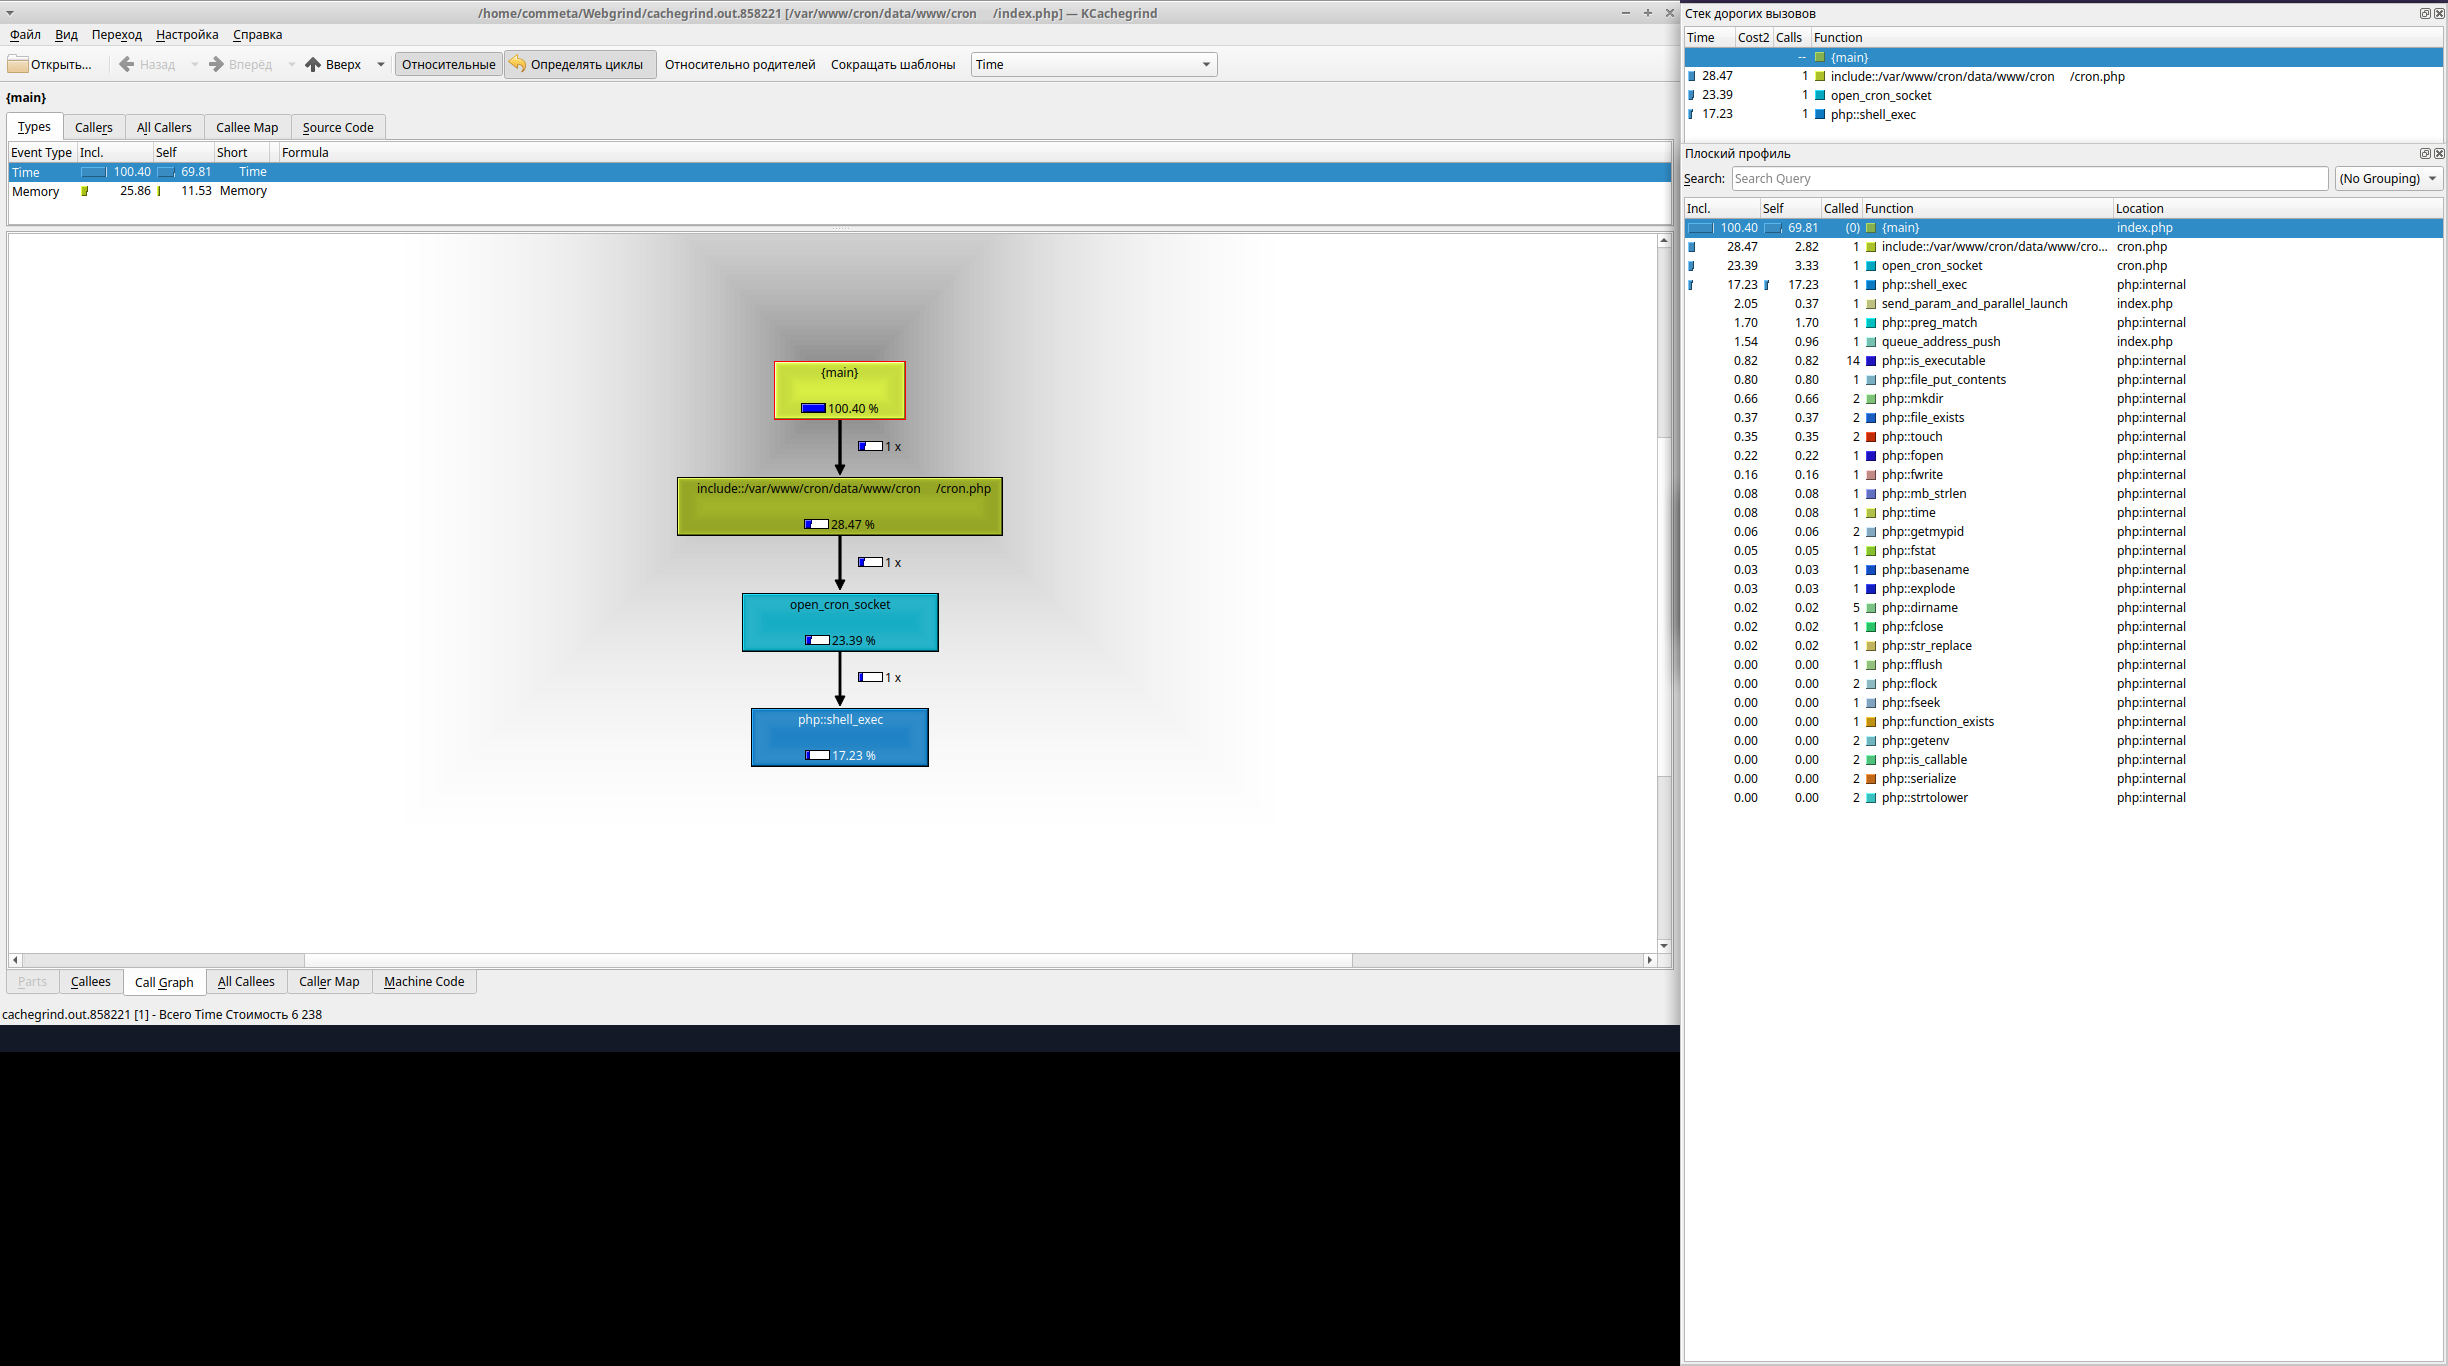 /home/commeta/Webgrind/cachegrind.out.858221 [/var/www/cron/data/www/cron /index.php] — KCachegrind
Файл Вид Переход Настройка Справка
Открыть... Назад Вперёд Вверх Относительные Определять циклы Относительно родителей Сокращать шаблоны Time
{main}
Types Callers All Callers Callee Map Source Code
Event Type Incl. Self Short Formula
Time 100.40 69.81 Time
Memory 25.86 11.53 Memory
{main}
100.40 %
1 x
include::/var/www/cron/data/www/cron /cron.php
28.47 %
1 x
open_cron_socket
23.39 %
1 x
php::shell_exec
17.23 %
Parts Callees Call Graph All Callees Caller Map Machine Code
cachegrind.out.858221 [1] - Всего Time Стоимость 6 238
Стек дорогих вызовов
Time Cost2 Calls Function
-- {main}
28.47 1 include::/var/www/cron/data/www/cron /cron.php
23.39 1 open_cron_socket
17.23 1 php::shell_exec
Плоский профиль
Search: Search Query (No Grouping)
Incl. Self Called Function Location
100.40 69.81 (0) {main} index.php
28.47 2.82 1 include::/var/www/cron/data/www/cro... cron.php
23.39 3.33 1 open_cron_socket cron.php
17.23 17.23 1 php::shell_exec php:internal
2.05 0.37 1 send_param_and_parallel_launch index.php
1.70 1.70 1 php::preg_match php:internal
1.54 0.96 1 queue_address_push index.php
0.82 0.82 14 php::is_executable php:internal
0.80 0.80 1 php::file_put_contents php:internal
0.66 0.66 2 php::mkdir php:internal
0.37 0.37 2 php::file_exists php:internal
0.35 0.35 2 php::touch php:internal
0.22 0.22 1 php::fopen php:internal
0.16 0.16 1 php::fwrite php:internal
0.08 0.08 1 php::mb_strlen php:internal
0.08 0.08 1 php::time php:internal
0.06 0.06 2 php::getmypid php:internal
0.05 0.05 1 php::fstat php:internal
0.03 0.03 1 php::basename php:internal
0.03 0.03 1 php::explode php:internal
0.02 0.02 5 php::dirname php:internal
0.02 0.02 1 php::fclose php:internal
0.02 0.02 1 php::str_replace php:internal
0.00 0.00 1 php::fflush php:internal
0.00 0.00 2 php::flock php:internal
0.00 0.00 1 php::fseek php:internal
0.00 0.00 1 php::function_exists php:internal
0.00 0.00 2 php::getenv php:internal
0.00 0.00 2 php::is_callable php:internal
0.00 0.00 2 php::serialize php:internal
0.00 0.00 2 php::strtolower php:internal